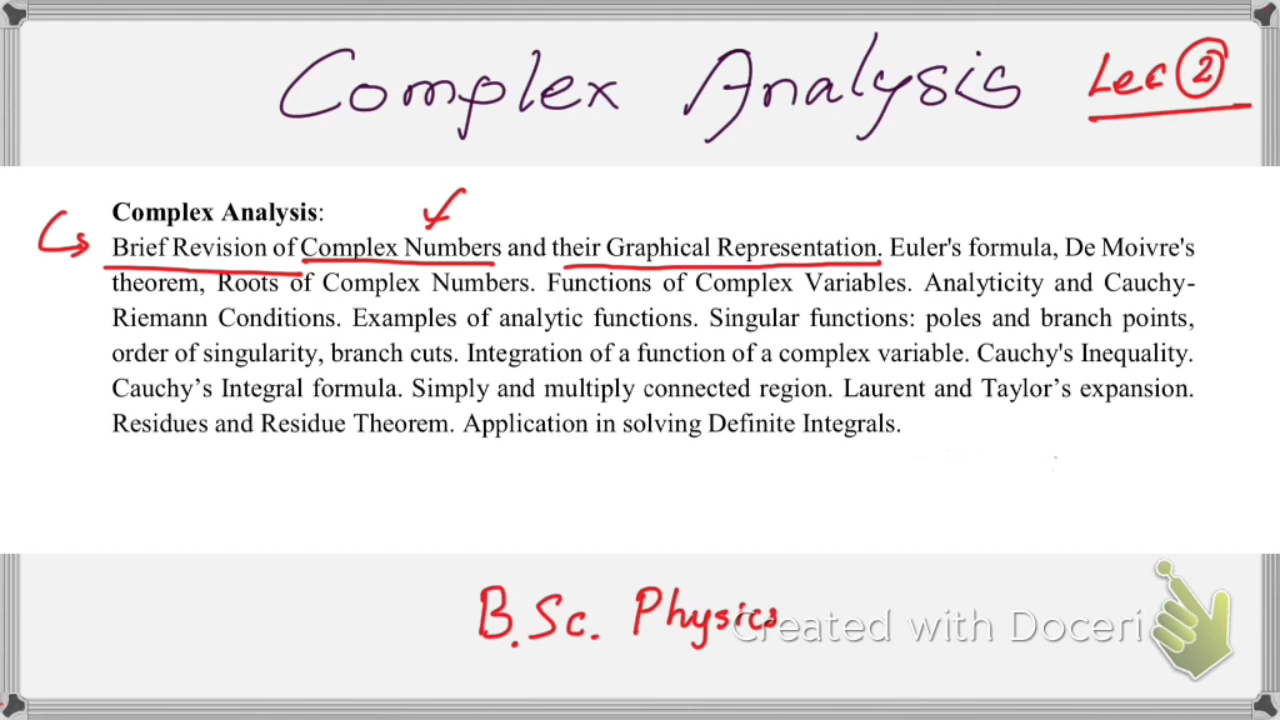 Complex Analysis Lec 2
Complex Analysis:
Brief Revision of Complex Numbers and their Graphical Representation. Euler's formula, De Moivre's
theorem, Roots of Complex Numbers. Functions of Complex Variables. Analyticity and Cauchy-
Riemann Conditions. Examples of analytic functions. Singular functions: poles and branch points,
order of singularity, branch cuts. Integration of a function of a complex variable. Cauchy's Inequality.
Cauchy’s Integral formula. Simply and multiply connected region. Laurent and Taylor’s expansion.
Residues and Residue Theorem. Application in solving Definite Integrals.
B.Sc. Physics
Created with Doceri